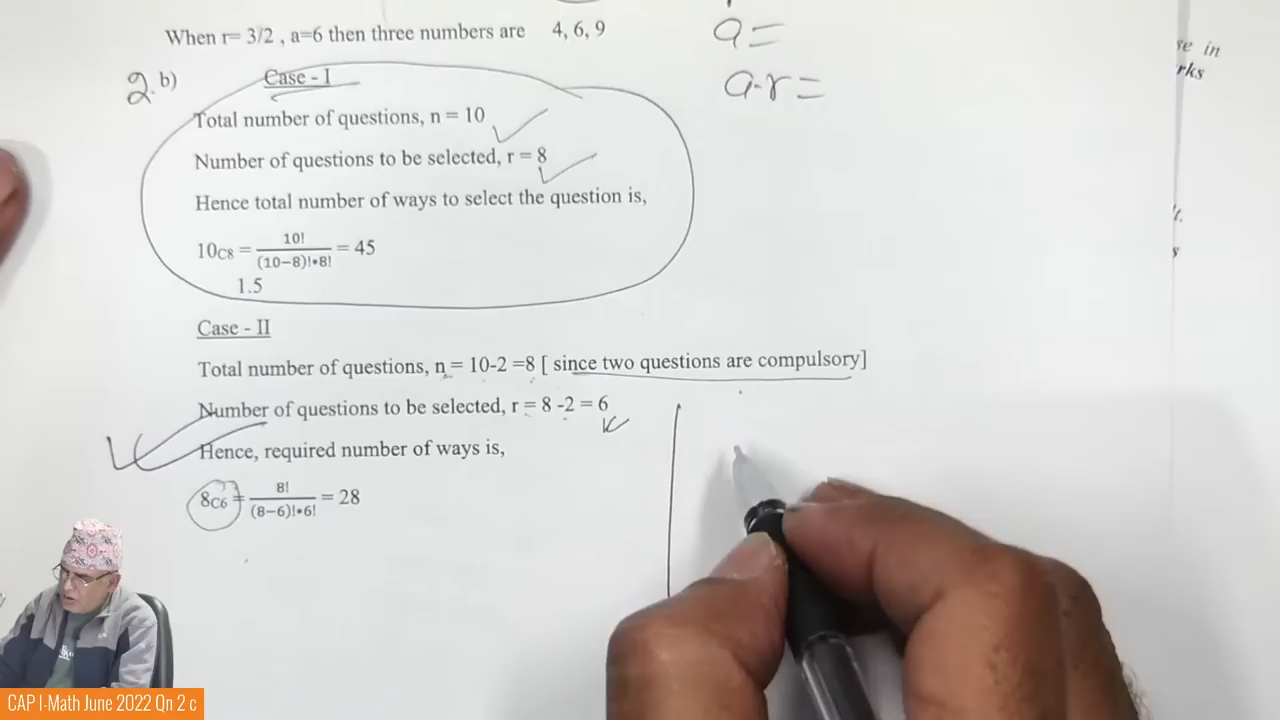 When r= 3/2 , a=6 then three numbers are 4, 6, 9
a =
a·r =
se in
rks
2. b)
Case - I
Total number of questions, n = 10
Number of questions to be selected, r = 8
Hence total number of ways to select the question is,
10C8 = 10! / (10−8)!•8! = 45
1.5
Case - II
Total number of questions, n = 10-2 =8 [ since two questions are compulsory]
Number of questions to be selected, r = 8 -2 = 6
Hence, required number of ways is,
8C6 = 8! / (8−6)!•6! = 28
CAP I-Math June 2022 Qn 2 c